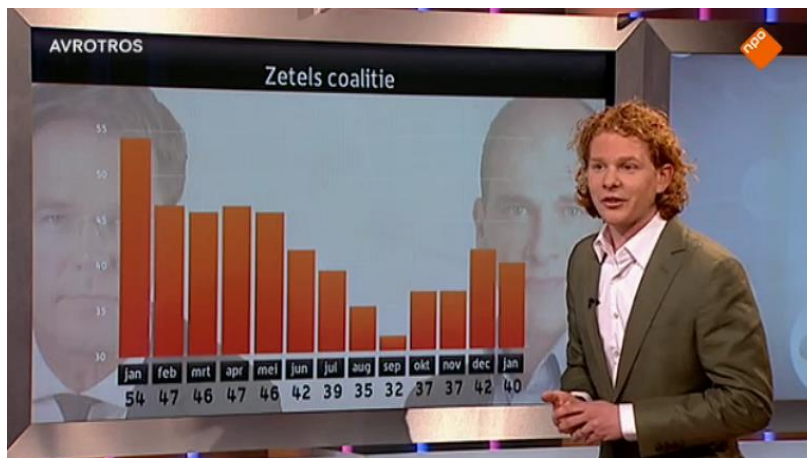 AVROTROS
npo
Zetels coalitie
55
50
45
40
35
30
jan feb mrt apr mei jun jul aug sep okt nov dec jan
54 47 46 47 46 42 39 35 32 37 37 42 40